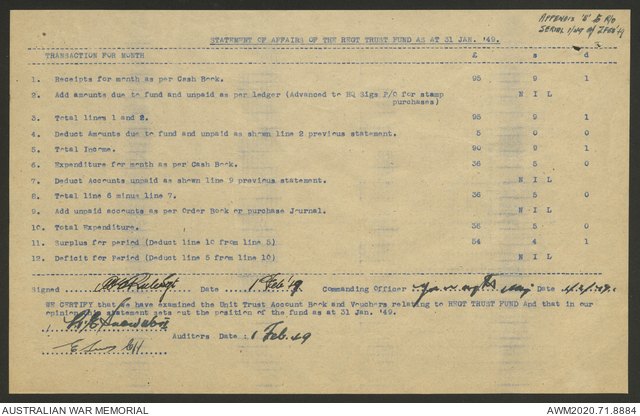 APPENDIX 'E' to R/O
SERIAL 1/49 of 1 FEB '49
STATEMENT OF AFFAIRS OF THE REGT TRUST FUND AS AT 31 JAN. '49.
TRANSACTION FOR MONTH £ s d
1. Receipts for month as per Cash Book. 95 9 1
2. Add amounts due to fund and unpaid as per ledger (Advanced to HQ Sigs P/O for stamp purchases) N I L
3. Total lines 1 and 2. 95 9 1
4. Deduct Amounts due to fund and unpaid as shown line 2 previous statement. 5 0 0
5. Total Income. 90 9 1
6. Expenditure for month as per Cash Book. 36 5 0
7. Deduct Accounts unpaid as shown line 9 previous statement. N I L
8. Total line 6 minus line 7. 36 5 0
9. Add unpaid accounts as per Order Book or purchase Journal. N I L
10. Total Expenditure. 36 5 0
11. Surplus for period (Deduct line 10 from line 5) 54 4 1
12. Deficit for period (Deduct line 5 from line 10) N I L
Signed Date 1 Feb '49 Commanding Officer Maj Date
WE CERTIFY that we have examined the Unit Trust Account Book and Vouchers relating to REGT TRUST FUND And that in our
opinion this statement sets out the position of the fund as at 31 Jan. '49.
Auditors Date : 1 Feb. 49
AUSTRALIAN WAR MEMORIAL
AWM2020.71.8884